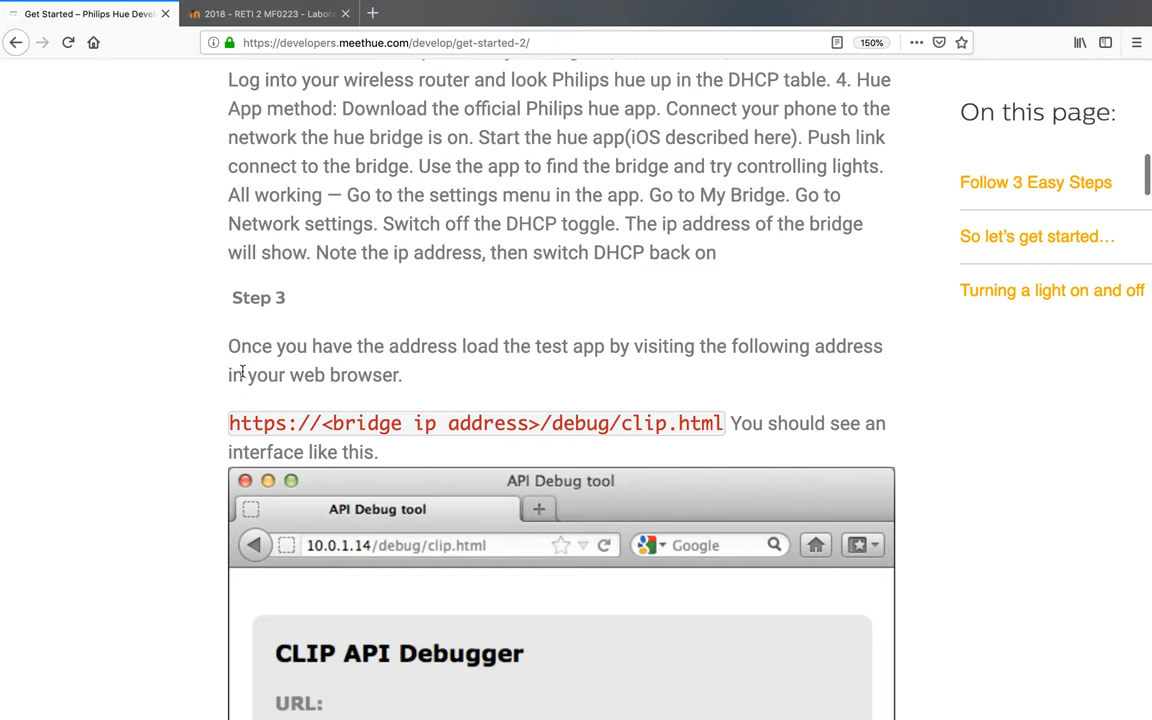 Get Started – Philips Hue Devel
2018 - RETI 2 MF0223 - Labora
https://developers.meethue.com/develop/get-started-2/
150%
Log into your wireless router and look Philips hue up in the DHCP table. 4. Hue
App method: Download the official Philips hue app. Connect your phone to the
network the hue bridge is on. Start the hue app(iOS described here). Push link
connect to the bridge. Use the app to find the bridge and try controlling lights.
All working — Go to the settings menu in the app. Go to My Bridge. Go to
Network settings. Switch off the DHCP toggle. The ip address of the bridge
will show. Note the ip address, then switch DHCP back on
Step 3
Once you have the address load the test app by visiting the following address
in your web browser.
https://<bridge ip address>/debug/clip.html You should see an
interface like this.
API Debug tool
API Debug tool
10.0.1.14/debug/clip.html
Google
CLIP API Debugger
URL:
On this page:
Follow 3 Easy Steps
So let's get started…
Turning a light on and off